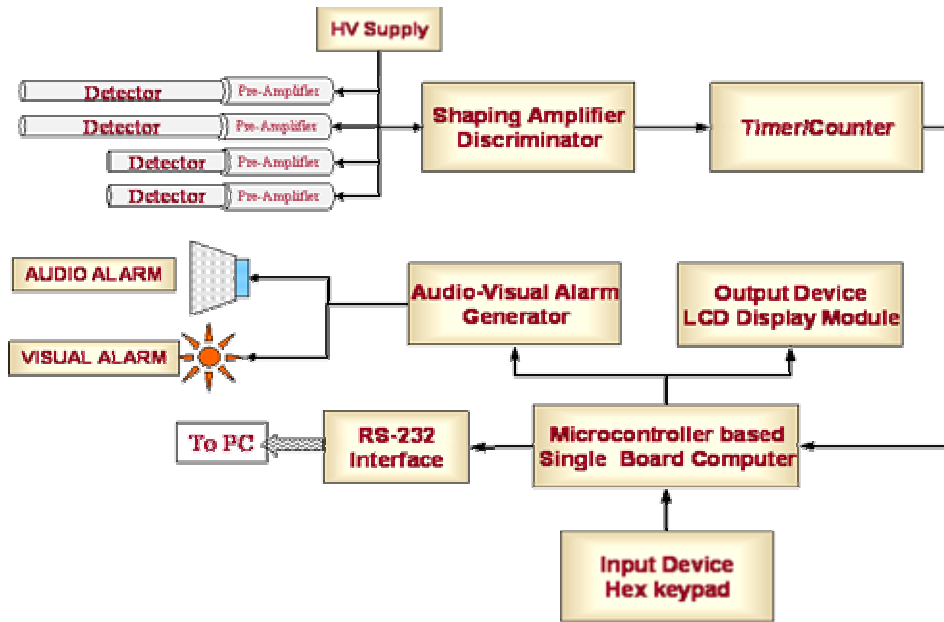 HV Supply
Detector Pre-Amplifier
Detector Pre-Amplifier
Detector Pre-Amplifier
Detector Pre-Amplifier
Shaping Amplifier
Discriminator
Timer/Counter
AUDIO ALARM
VISUAL ALARM
Audio-Visual Alarm
Generator
Output Device
LCD Display Module
To PC
RS-232
Interface
Microcontroller based
Single Board Computer
Input Device
Hex keypad